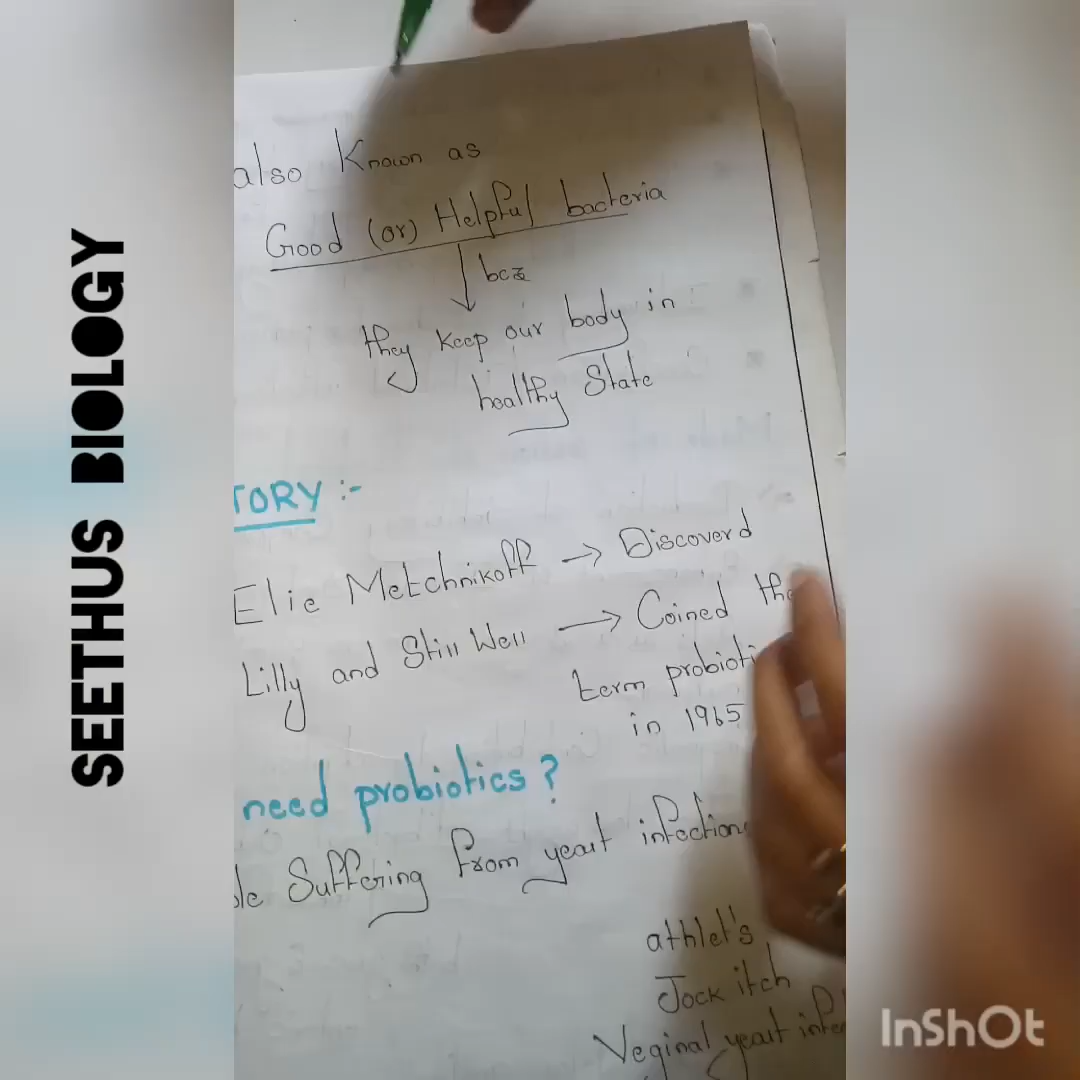 SEETHUS BIOLOGY
also Known as
Good (or) Helpful bacteria
bcz
they keep our body in
healthy State
TORY :-
Elie Metchnikoff → Discoverd
Lilly and Still Well → Coined the
term probioti
in 1965
need probiotics ?
ple Suffering from yeast infection
athlet's
Jock itch
Veginal yeast infe
InShOt